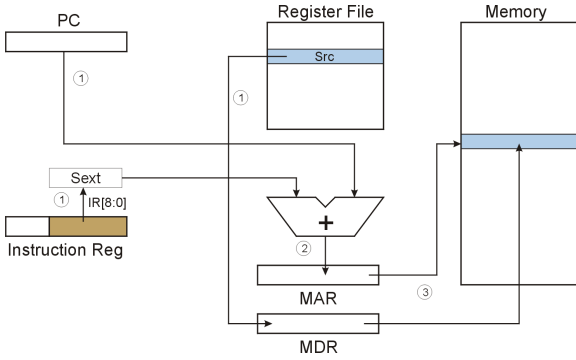 PC
Register File
Memory
Src
1
1
Sext
1
IR[8:0]
+
Instruction Reg
2
MAR
3
MDR